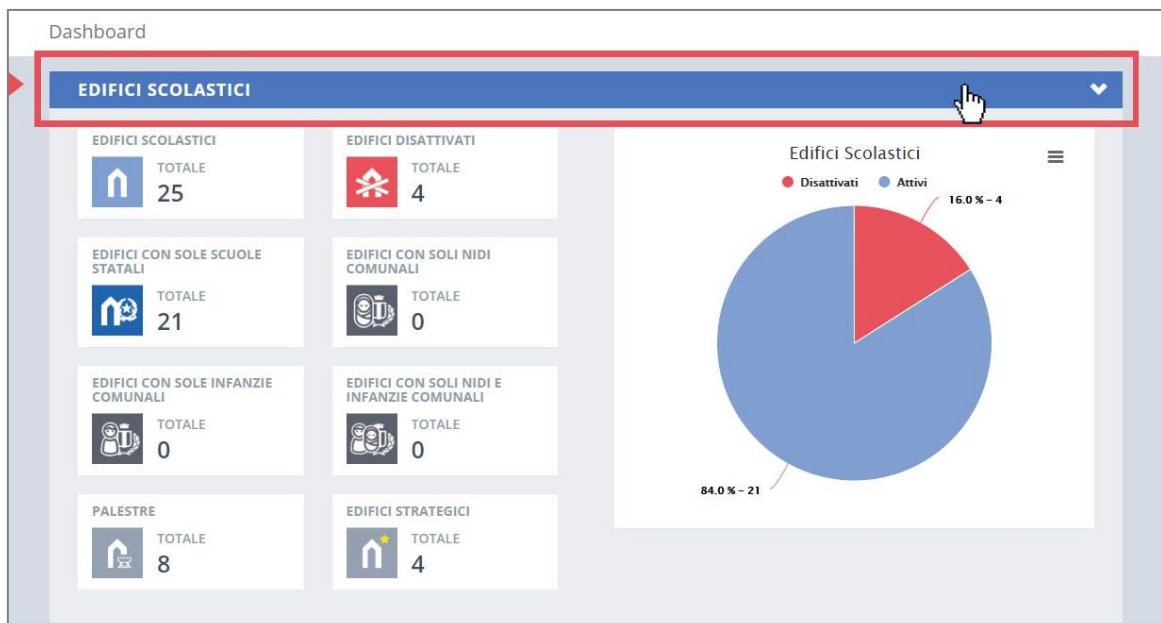 Dashboard
EDIFICI SCOLASTICI
EDIFICI SCOLASTICI
TOTALE
25
EDIFICI DISATTIVATI
TOTALE
4
EDIFICI CON SOLE SCUOLE
STATALI
TOTALE
21
EDIFICI CON SOLI NIDI
COMUNALI
TOTALE
0
EDIFICI CON SOLE INFANZIE
COMUNALI
TOTALE
0
EDIFICI CON SOLI NIDI E
INFANZIE COMUNALI
TOTALE
0
PALESTRE
TOTALE
8
EDIFICI STRATEGICI
TOTALE
4
Edifici Scolastici
Disattivati Attivi
16.0 % – 4
84.0 % – 21